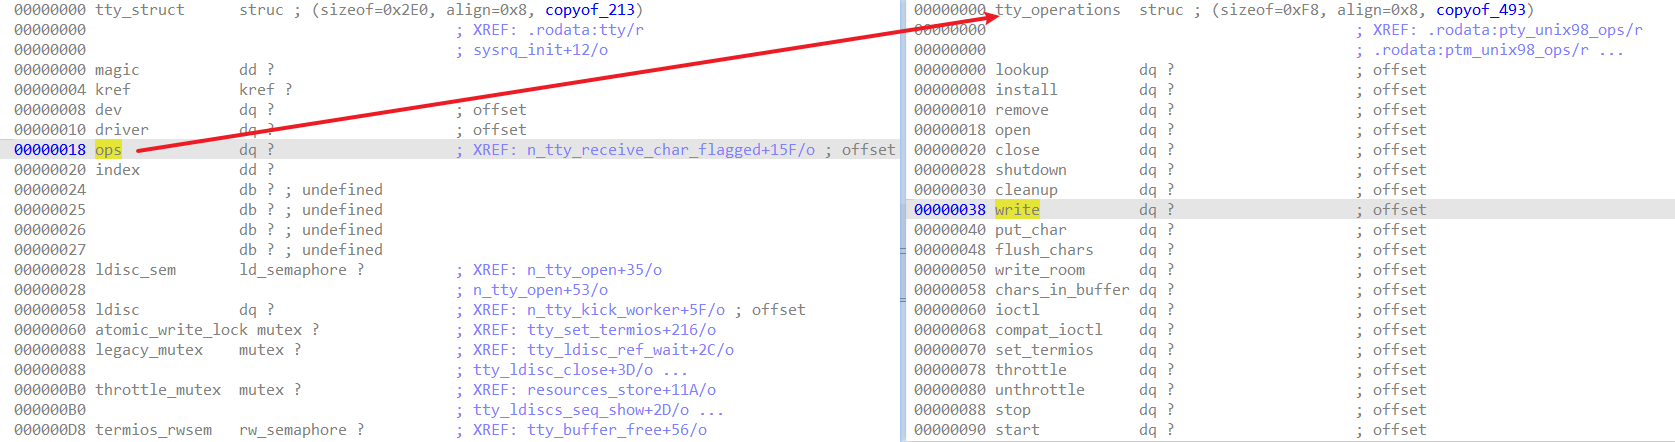 00000000 tty_struct      struc ; (sizeof=0x2E0, align=0x8, copyof_213)
00000000                                         ; XREF: .rodata:tty/r
00000000                                         ; sysrq_init+12/o
00000000 magic           dd ?
00000004 kref            kref ?
00000008 dev             dq ?                    ; offset
00000010 driver          dq ?                    ; offset
00000018 ops             dq ?                    ; XREF: n_tty_receive_char_flagged+15F/o ; offset
00000020 index           dd ?
00000024                 db ? ; undefined
00000025                 db ? ; undefined
00000026                 db ? ; undefined
00000027                 db ? ; undefined
00000028 ldisc_sem       ld_semaphore ?          ; XREF: n_tty_open+35/o
00000028                                         ; n_tty_open+53/o
00000058 ldisc           dq ?                    ; XREF: n_tty_kick_worker+5F/o ; offset
00000060 atomic_write_lock mutex ?               ; XREF: tty_set_termios+216/o
00000088 legacy_mutex    mutex ?                 ; XREF: tty_ldisc_ref_wait+2C/o
00000088                                         ; tty_ldisc_close+3D/o ...
000000B0 throttle_mutex  mutex ?                 ; XREF: resources_store+11A/o
000000B0                                         ; tty_ldiscs_seq_show+2D/o ...
000000D8 termios_rwsem   rw_semaphore ?          ; XREF: tty_buffer_free+56/o
00000000 tty_operations  struc ; (sizeof=0xF8, align=0x8, copyof_493)
00000000                                         ; XREF: .rodata:pty_unix98_ops/r
00000000                                         ; .rodata:ptm_unix98_ops/r ...
00000000 lookup          dq ?                    ; offset
00000008 install         dq ?                    ; offset
00000010 remove          dq ?                    ; offset
00000018 open            dq ?                    ; offset
00000020 close           dq ?                    ; offset
00000028 shutdown        dq ?                    ; offset
00000030 cleanup         dq ?                    ; offset
00000038 write           dq ?                    ; offset
00000040 put_char        dq ?                    ; offset
00000048 flush_chars     dq ?                    ; offset
00000050 write_room      dq ?                    ; offset
00000058 chars_in_buffer dq ?                    ; offset
00000060 ioctl           dq ?                    ; offset
00000068 compat_ioctl    dq ?                    ; offset
00000070 set_termios     dq ?                    ; offset
00000078 throttle        dq ?                    ; offset
00000080 unthrottle      dq ?                    ; offset
00000088 stop            dq ?                    ; offset
00000090 start           dq ?                    ; offset